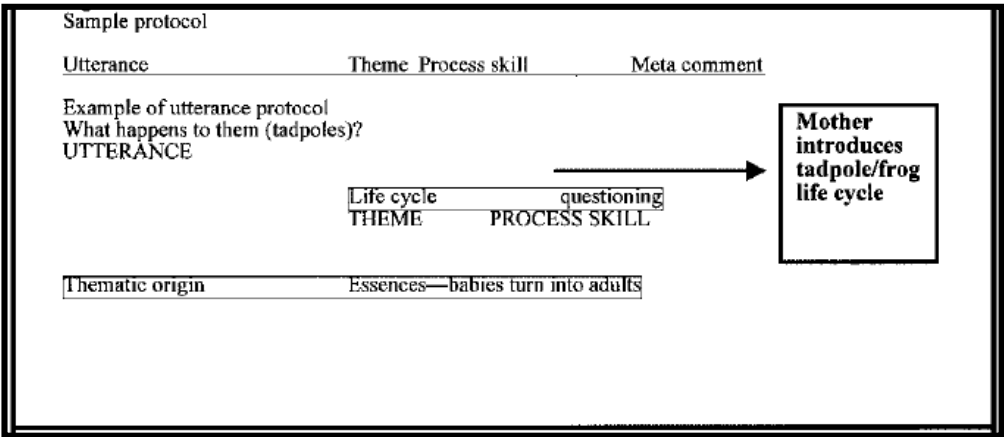 Sample protocol
Utterance Theme Process skill Meta comment
Example of utterance protocol
What happens to them (tadpoles)?
UTTERANCE
Mother
introduces
tadpole/frog
life cycle
Life cycle questioning
THEME PROCESS SKILL
Thematic origin Essences—babies turn into adults